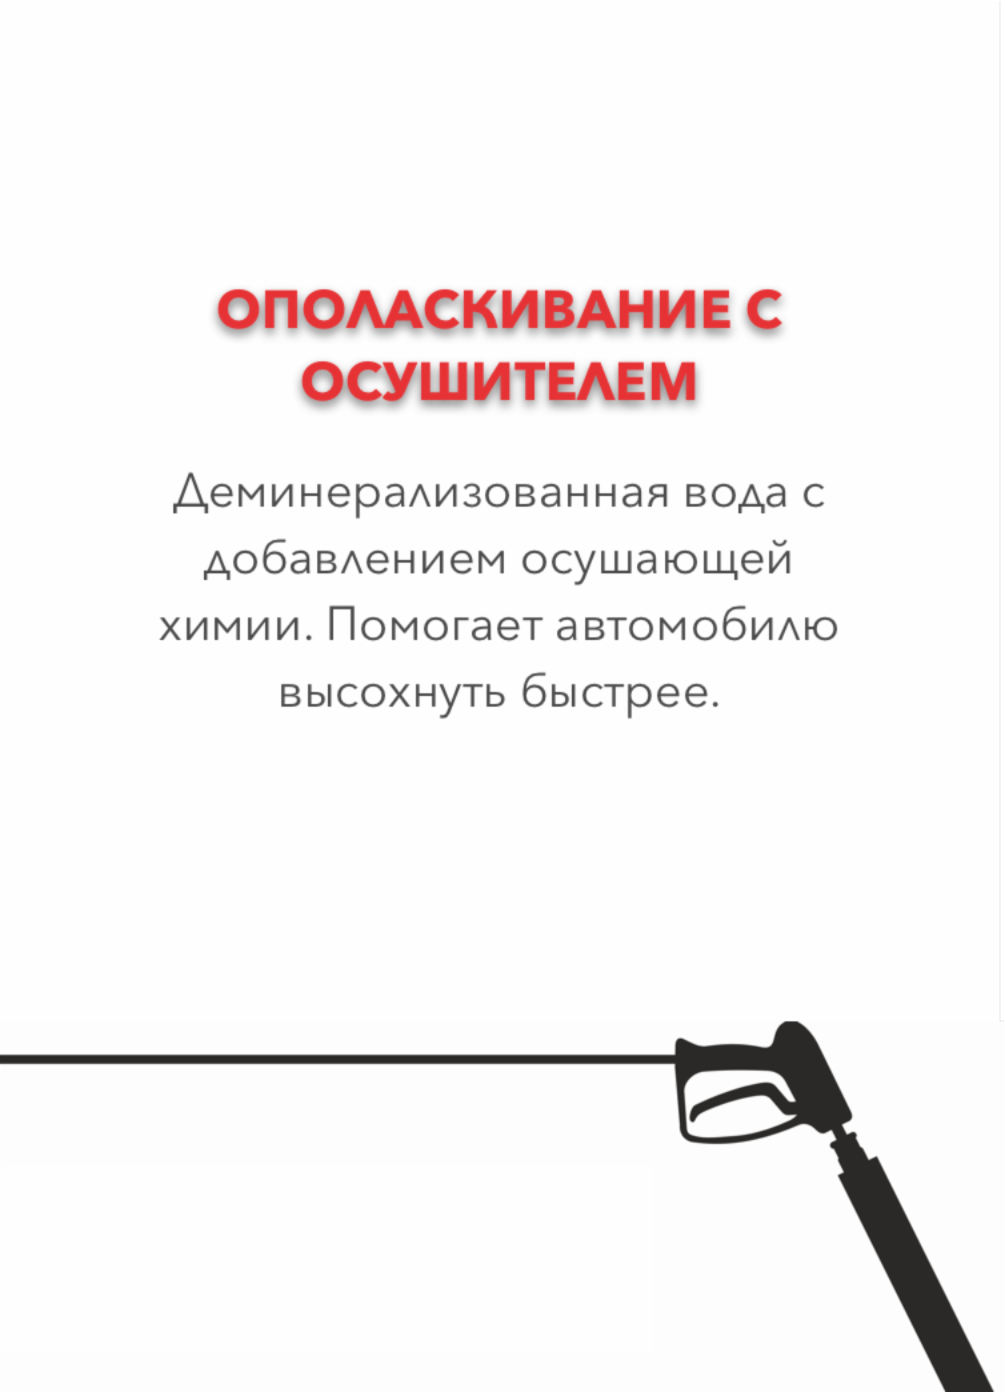 ОПОЛАСКИВАНИЕ С
ОСУШИТЕЛЕМ
Деминерализованная вода с
добавлением осушающей
химии. Помогает автомобилю
высохнуть быстрее.